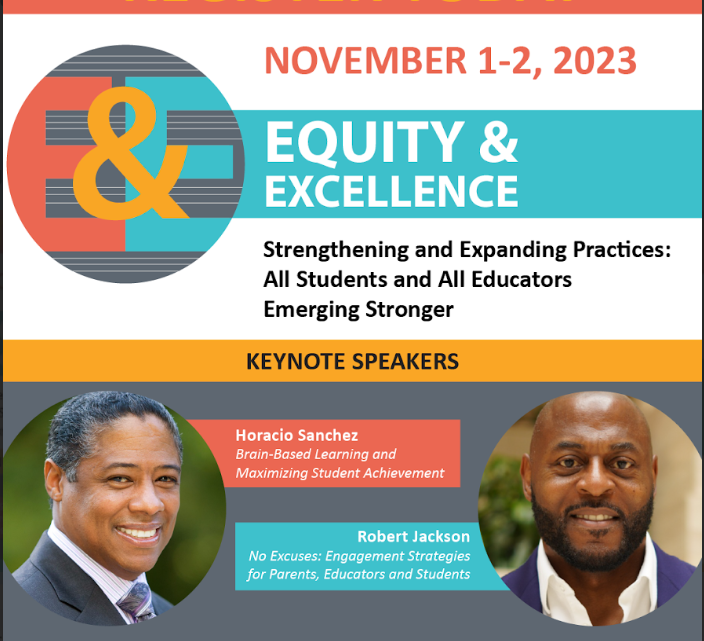 REGISTER TODAY
NOVEMBER 1-2, 2023
E&E
EQUITY &
EXCELLENCE
Strengthening and Expanding Practices:
All Students and All Educators
Emerging Stronger
KEYNOTE SPEAKERS
Horacio Sanchez
Brain-Based Learning and
Maximizing Student Achievement
Robert Jackson
No Excuses: Engagement Strategies
for Parents, Educators and Students